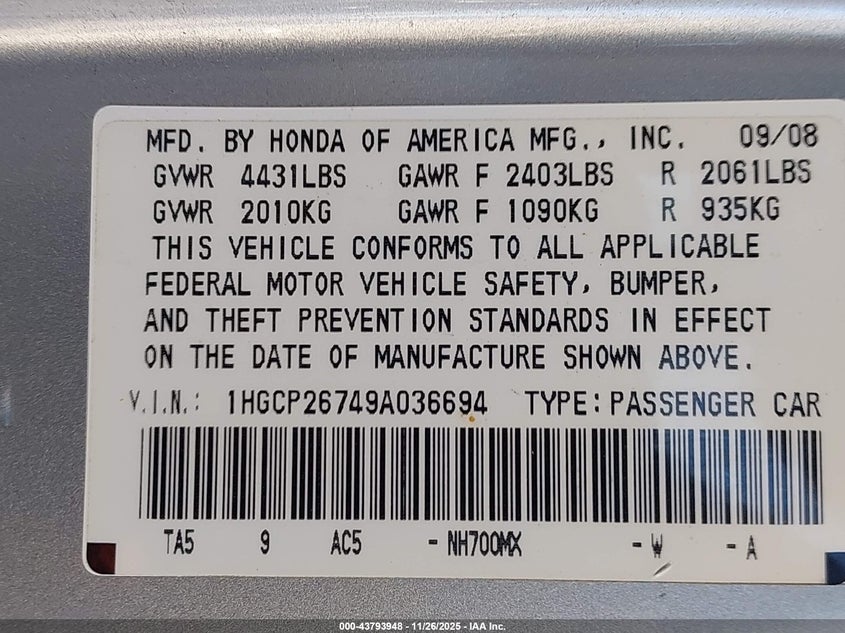 MFD. BY HONDA OF AMERICA MFG., INC. 09/08
GVWR 4431LBS GAWR F 2403LBS R 2061LBS
GVWR 2010KG GAWR F 1090KG R 935KG
THIS VEHICLE CONFORMS TO ALL APPLICABLE
FEDERAL MOTOR VEHICLE SAFETY, BUMPER,
AND THEFT PREVENTION STANDARDS IN EFFECT
ON THE DATE OF MANUFACTURE SHOWN ABOVE.
V.I.N.: 1HGCP26749A036694 TYPE: PASSENGER CAR
TA5 9 AC5 - NH700MX - W - A
000-43793948 - 11/26/2025 - IAA Inc.